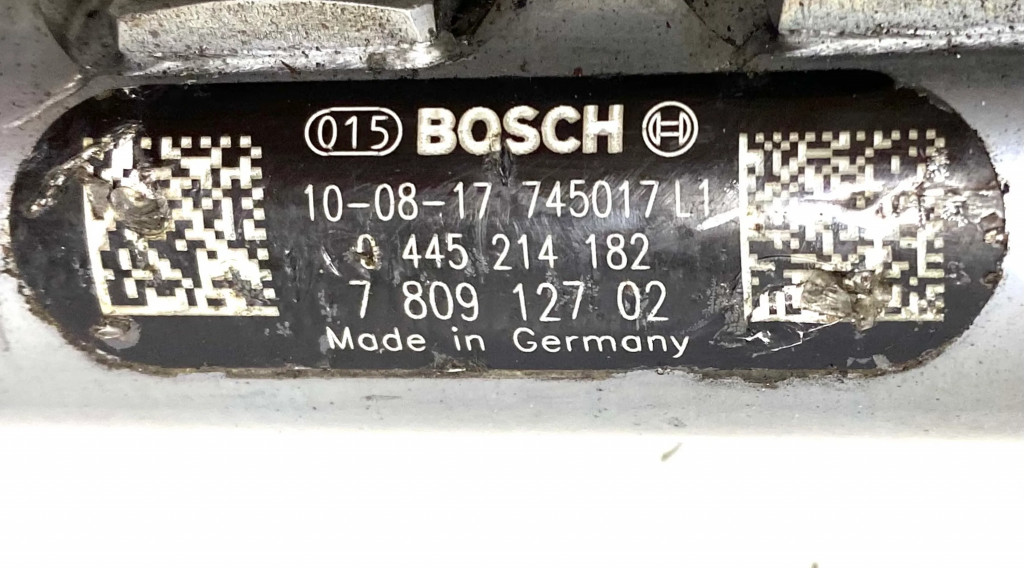 015 BOSCH
10-08-17 745017 L1
0 445 214 182
7 809 127 02
Made in Germany